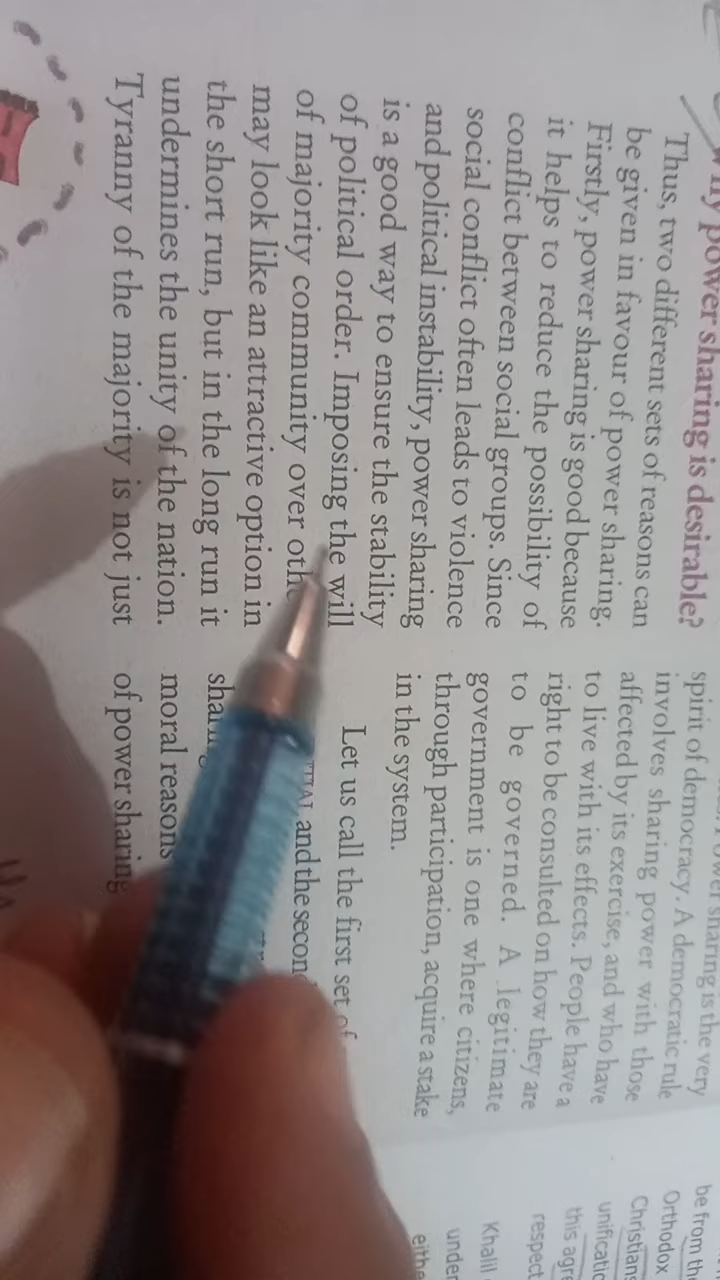 power sharing is desirable?
Thus, two different sets of reasons can
be given in favour of power sharing.
Firstly, power sharing is good because
it helps to reduce the possibility of
conflict between social groups. Since
social conflict often leads to violence
and political instability, power sharing
is a good way to ensure the stability
of political order. Imposing the will
of majority community over
may look like an attractive option in
the short run, but in the long run it
undermines the unity of the nation.
Tyranny of the majority is not just
sharing is the very
spirit of democracy. A democratic rule
involves sharing power with those
affected by its exercise, and who have
to live with its effects. People have a
right to be consulted on how they are
to be governed. A legitimate
government is one where citizens,
through participation, acquire a stake
in the system.
Let us call the first set of
and the
moral reasons
of power sharing
be from
Orthodox
Christian
this
respect
Khalil
under